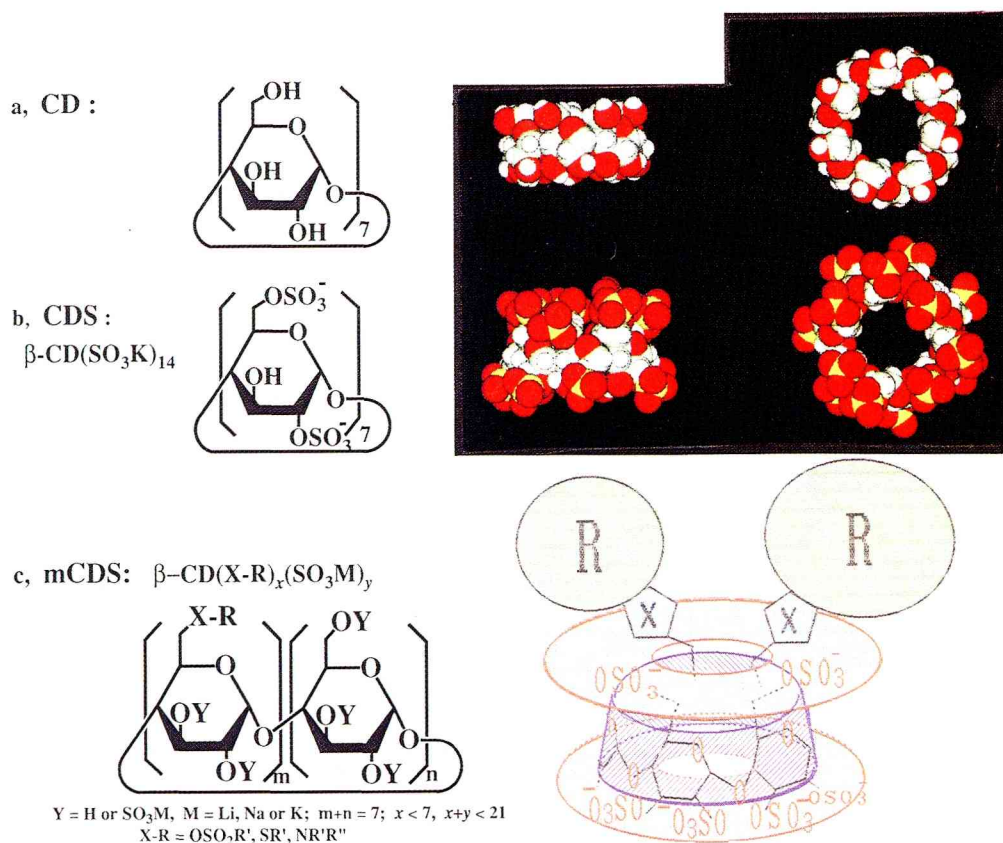 a, CD :
OH
O
OH
O
OH
7
b, CDS :
β-CD(SO₃K)₁₄
OSO₃⁻
O
OH
O
OSO₃⁻
7
c, mCDS: β–CD(X-R)ₓ(SO₃M)ᵧ
X-R
O
OY
O
OY
m
OY
O
OY
O
OY
n
Y = H or SO₃M, M = Li, Na or K; m+n = 7; x < 7, x+y < 21
X-R = OSO₂R', SR', NR'R"
R
R
X
X
OSO₃⁻
OSO₃⁻
O
O
O
O
⁻O₃SO
O₃SO
OSO₃⁻
OSO₃⁻